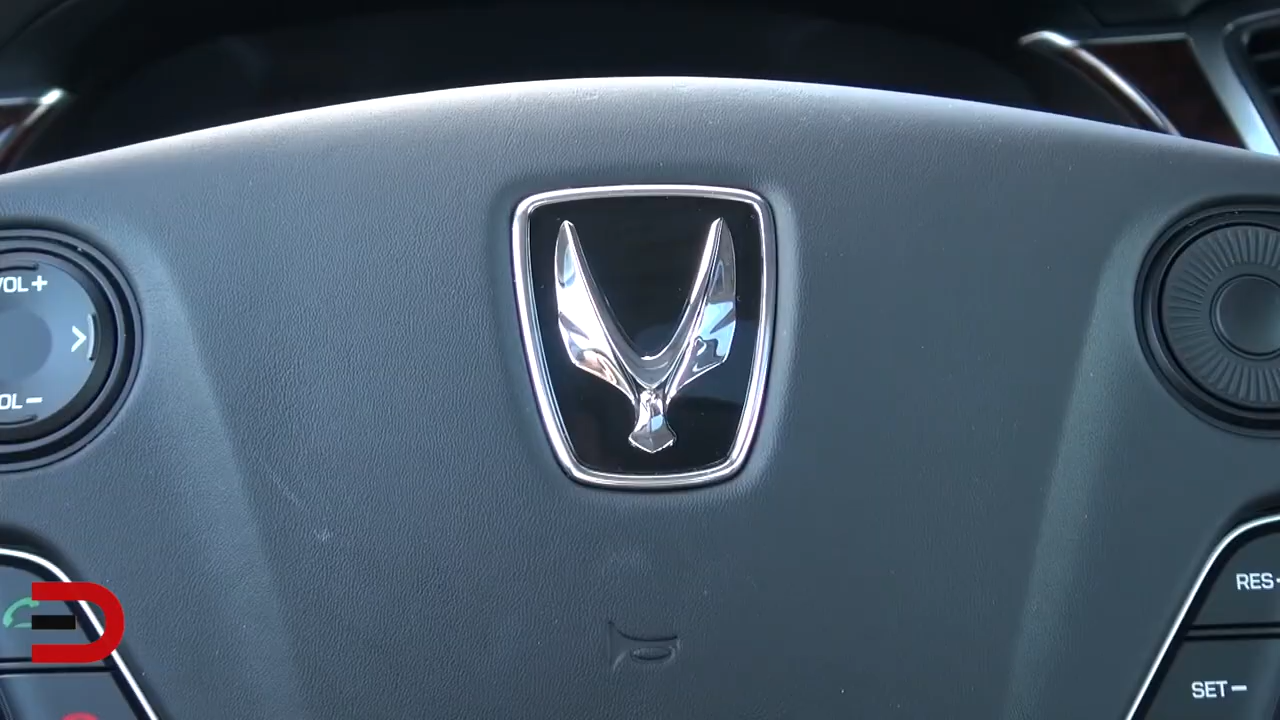 VOL +
OL -
RES
SET -